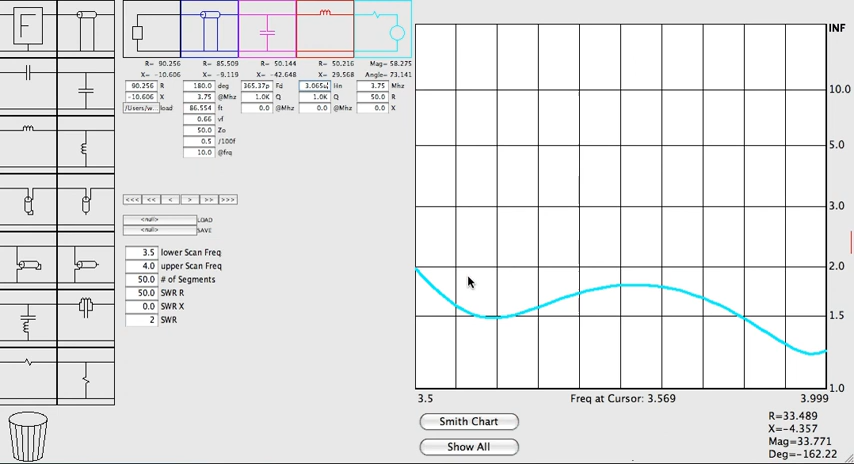 F
R= 90.256 R= 85.509 R= 50.144 R= 50.216 Mag=58.275
X= -10.606 X= -9.119 X= -42.648 X= 29.568 Angle=73.141
90.256 R 180.0 deg 365.37p Fd 3.065u Hn 3.75 Mhz
-10.606 X 3.75 @Mhz 1.0K Q 1.0K Q 50.0 R
/Users/w... load 86.554 ft 0.0 @Mhz 0.0 @Mhz 0.0 X
0.66 vf
50.0 Zo
0.5 /100f
10.0 @frq
<<< << < > >> >>>
<null> LOAD
<null> SAVE
3.5 lower Scan Freq
4.0 upper Scan Freq
50.0 # of Segments
50.0 SWR R
0.0 SWR X
2 SWR
INF
10.0
5.0
3.0
2.0
1.5
1.0
3.5 Freq at Cursor: 3.569 3.999
Smith Chart
Show All
R=33.489
X=-4.357
Mag=33.771
Deg=-162.22